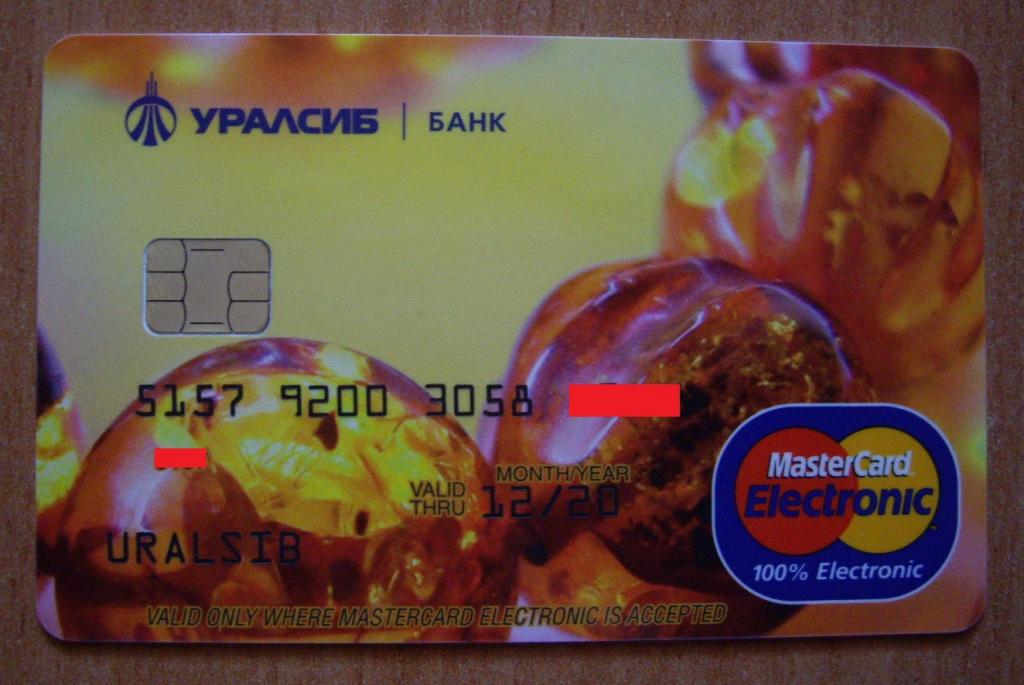 УРАЛСИБ | БАНК
5157 9200 3058
MONTH/YEAR
VALID THRU 12/20
URALSIB
VALID ONLY WHERE MASTERCARD ELECTRONIC IS ACCEPTED
MasterCard
Electronic
100% Electronic